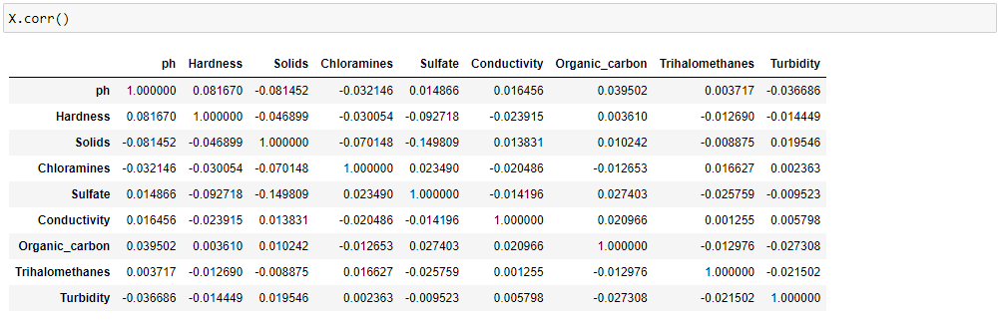 X.corr()
ph Hardness Solids Chloramines Sulfate Conductivity Organic_carbon Trihalomethanes Turbidity
ph 1.000000 0.081670 -0.081452 -0.032146 0.014866 0.016456 0.039502 0.003717 -0.036686
Hardness 0.081670 1.000000 -0.046899 -0.030054 -0.092718 -0.023915 0.003610 -0.012690 -0.014449
Solids -0.081452 -0.046899 1.000000 -0.070148 -0.149809 0.013831 0.010242 -0.008875 0.019546
Chloramines -0.032146 -0.030054 -0.070148 1.000000 0.023490 -0.020486 -0.012653 0.016627 0.002363
Sulfate 0.014866 -0.092718 -0.149809 0.023490 1.000000 -0.014196 0.027403 -0.025759 -0.009523
Conductivity 0.016456 -0.023915 0.013831 -0.020486 -0.014196 1.000000 0.020966 0.001255 0.005798
Organic_carbon 0.039502 0.003610 0.010242 -0.012653 0.027403 0.020966 1.000000 -0.012976 -0.027308
Trihalomethanes 0.003717 -0.012690 -0.008875 0.016627 -0.025759 0.001255 -0.012976 1.000000 -0.021502
Turbidity -0.036686 -0.014449 0.019546 0.002363 -0.009523 0.005798 -0.027308 -0.021502 1.000000